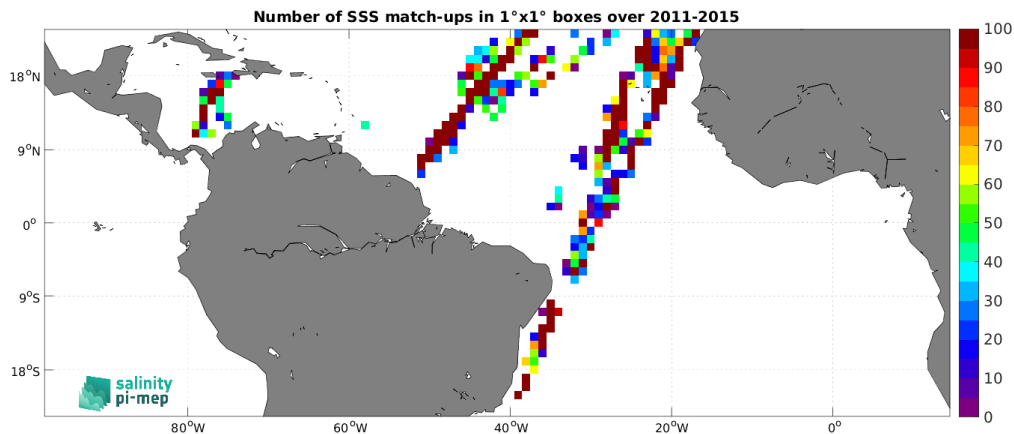 Number of SSS match-ups in 1°x1° boxes over 2011-2015
18°N
9°N
0°
9°S
18°S
80°W
60°W
40°W
20°W
0°
100
90
80
70
60
50
40
30
20
10
0
salinity
pi-mep